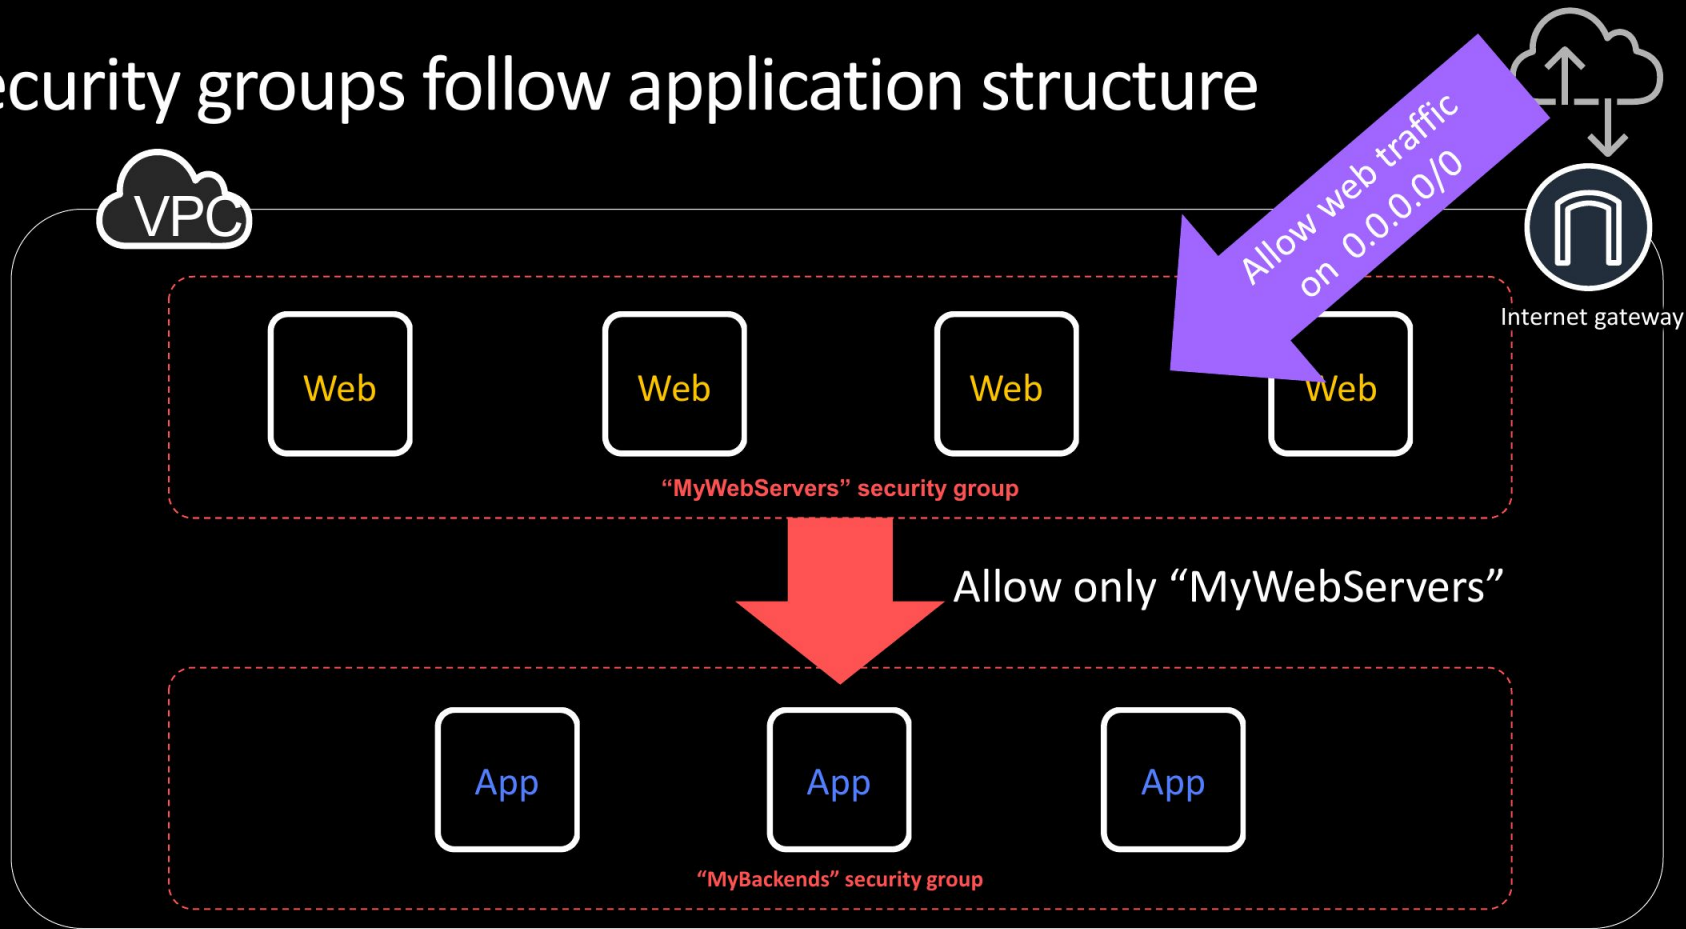 ecurity groups follow application structure
VPC
Allow web traffic
on 0.0.0.0/0
Internet gateway
Web
Web
Web
Web
“MyWebServers” security group
Allow only “MyWebServers”
App
App
App
“MyBackends” security group